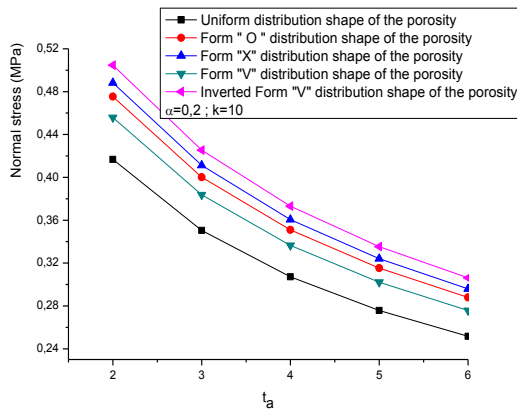 Uniform distribution shape of the porosity
Form " O " distribution shape of the porosity
Form "X" distribution shape of the porosity
Form "V" distribution shape of the porosity
Inverted Form "V" distribution shape of the porosity
α=0,2 ; k=10
Normal stress (MPa)
0,52
0,48
0,44
0,40
0,36
0,32
0,28
0,24
2 3 4 5 6
ta